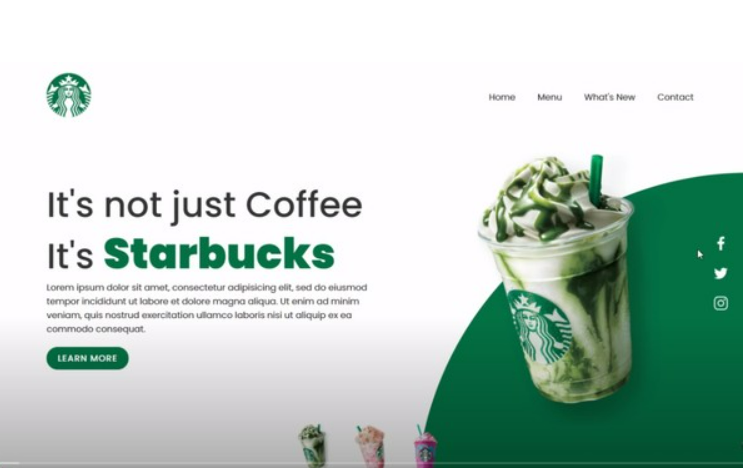 Home Menu What's New Contact
It's not just Coffee
It's Starbucks
Lorem ipsum dolor sit amet, consectetur adipisicing elit, sed do eiusmod
tempor incididunt ut labore et dolore magna aliqua. Ut enim ad minim
veniam, quis nostrud exercitation ullamco laboris nisi ut aliquip ex ea
commodo consequat.
LEARN MORE